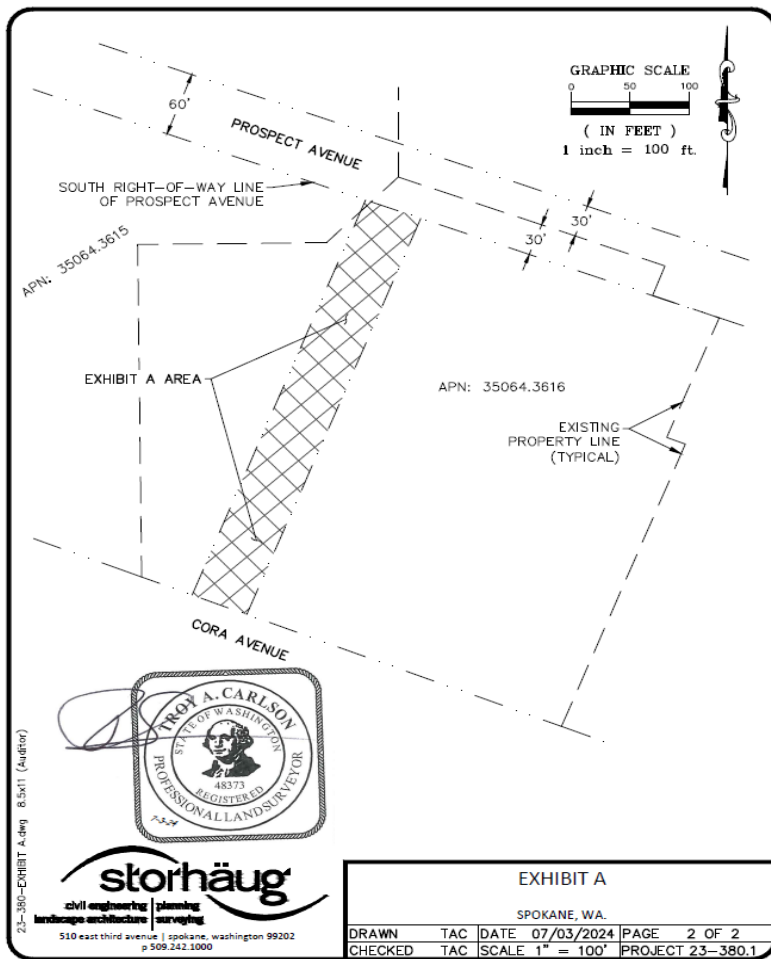 GRAPHIC SCALE
0 50 100
( IN FEET )
1 inch = 100 ft.
60'
PROSPECT AVENUE
SOUTH RIGHT-OF-WAY LINE
OF PROSPECT AVENUE
30'
30'
APN: 35064.3615
EXHIBIT A AREA
APN: 35064.3616
EXISTING
PROPERTY LINE
(TYPICAL)
CORA AVENUE
TROY A. CARLSON
STATE OF WASHINGTON
48373
REGISTERED
PROFESSIONAL LAND SURVEYOR
7-3-24
23-380-EXHIBIT A.dwg 8.5x11 (Auditor)
storhäug
civil engineering | planning
landscape architecture | surveying
510 east third avenue | spokane, washington 99202
p 509.242.1000
EXHIBIT A
SPOKANE, WA.
DRAWN TAC DATE 07/03/2024 PAGE 2 OF 2
CHECKED TAC SCALE 1" = 100' PROJECT 23-380.1